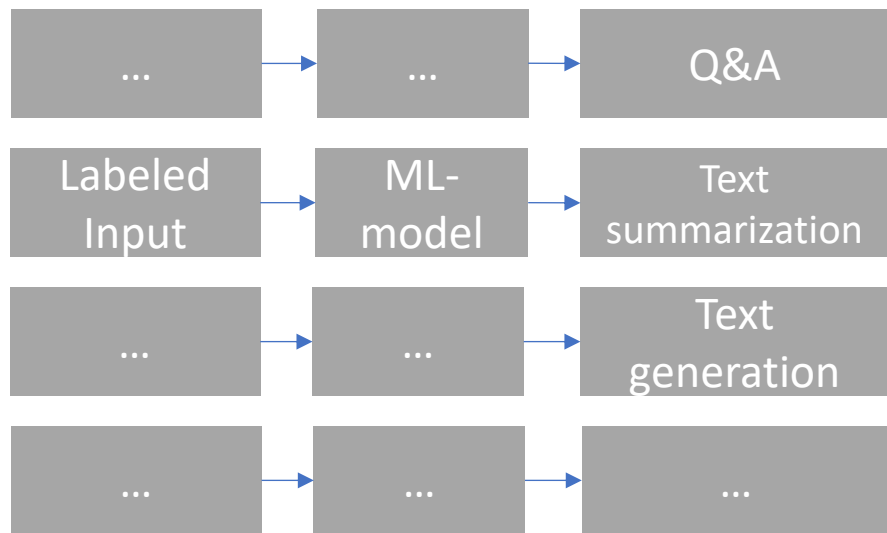 ... ... Q&A
Labeled ML- Text
Input model summarization
... ... Text
generation
... ... ...